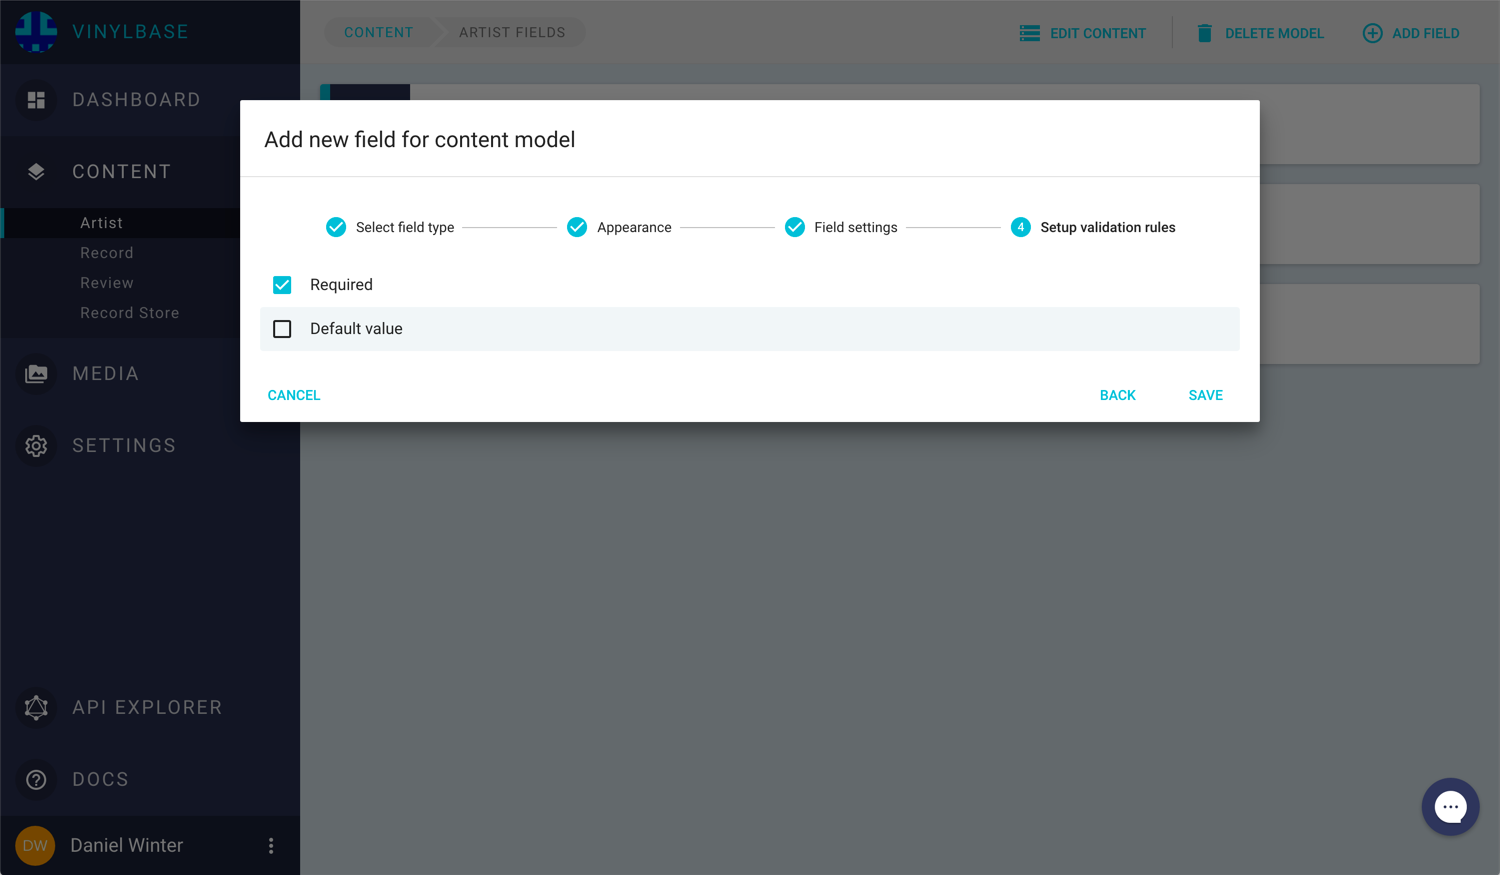 VINYLBASE
CONTENT
ARTIST FIELDS
EDIT CONTENT
DELETE MODEL
ADD FIELD
DASHBOARD
CONTENT
Artist
Record
Review
Record Store
MEDIA
SETTINGS
API EXPLORER
DOCS
DW
Daniel Winter
Add new field for content model
Select field type
Appearance
Field settings
4
Setup validation rules
Required
Default value
CANCEL
BACK
SAVE